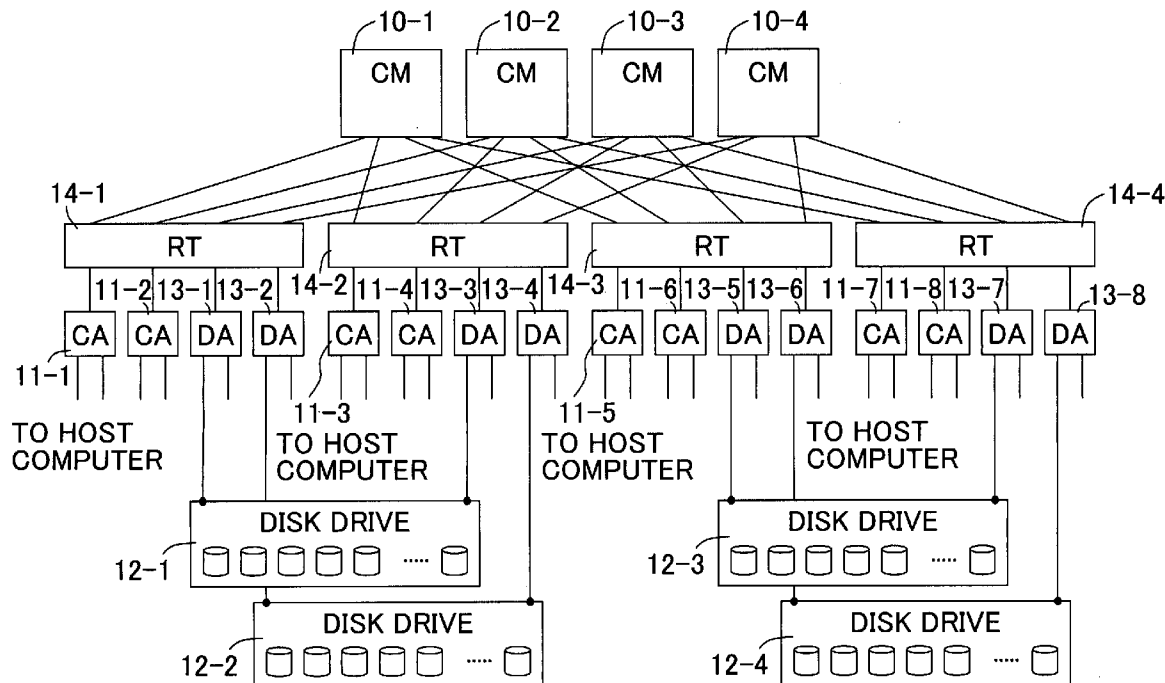 10-1 10-2 10-3 10-4
CM CM CM CM
14-1 14-4
RT RT RT RT
14-2 14-3
11-2 13-1 13-2 11-4 13-3 13-4 11-6 13-5 13-6 11-7 11-8 13-7 13-8
CA CA DA DA CA CA DA DA CA CA DA DA CA CA DA DA
11-1 11-3 11-5
TO HOST COMPUTER
TO HOST COMPUTER
TO HOST COMPUTER
TO HOST COMPUTER
DISK DRIVE DISK DRIVE
.....  .....
12-1 12-3
DISK DRIVE DISK DRIVE
.....  .....
12-2 12-4